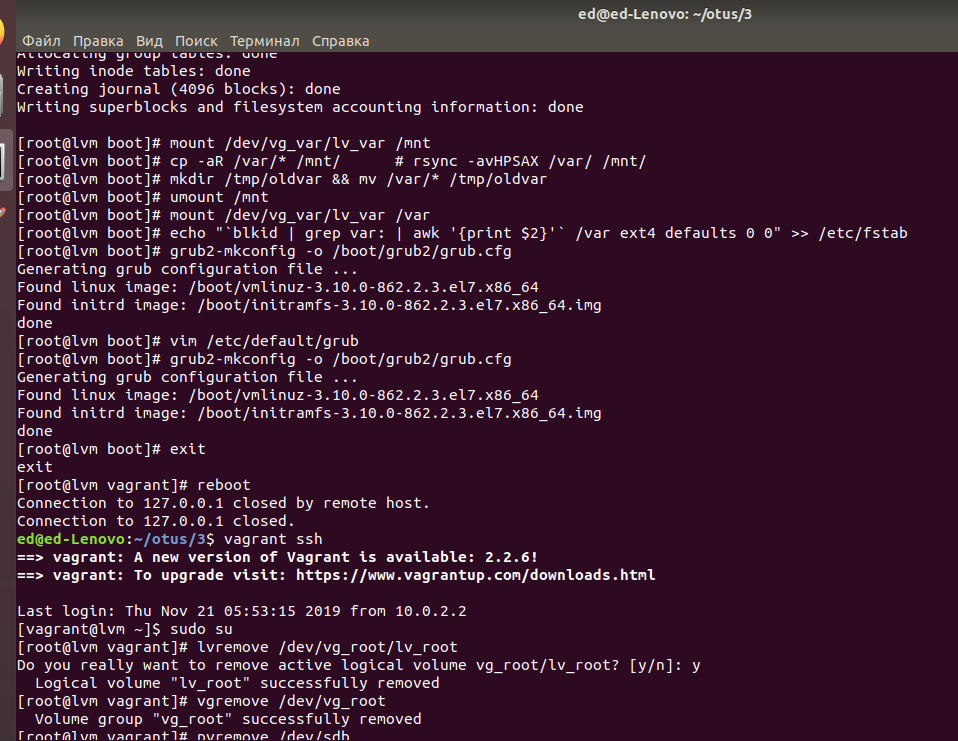 ed@ed-Lenovo: ~/otus/3
Файл Правка Вид Поиск Терминал Справка
Allocating group tables: done
Writing inode tables: done
Creating journal (4096 blocks): done
Writing superblocks and filesystem accounting information: done
[root@lvm boot]# mount /dev/vg_var/lv_var /mnt
[root@lvm boot]# cp -aR /var/* /mnt/      # rsync -avHPSAX /var/ /mnt/
[root@lvm boot]# mkdir /tmp/oldvar && mv /var/* /tmp/oldvar
[root@lvm boot]# umount /mnt
[root@lvm boot]# mount /dev/vg_var/lv_var /var
[root@lvm boot]# echo "`blkid | grep var: | awk '{print $2}'` /var ext4 defaults 0 0" >> /etc/fstab
[root@lvm boot]# grub2-mkconfig -o /boot/grub2/grub.cfg
Generating grub configuration file ...
Found linux image: /boot/vmlinuz-3.10.0-862.2.3.el7.x86_64
Found initrd image: /boot/initramfs-3.10.0-862.2.3.el7.x86_64.img
done
[root@lvm boot]# vim /etc/default/grub
[root@lvm boot]# grub2-mkconfig -o /boot/grub2/grub.cfg
Generating grub configuration file ...
Found linux image: /boot/vmlinuz-3.10.0-862.2.3.el7.x86_64
Found initrd image: /boot/initramfs-3.10.0-862.2.3.el7.x86_64.img
done
[root@lvm boot]# exit
exit
[root@lvm vagrant]# reboot
Connection to 127.0.0.1 closed by remote host.
Connection to 127.0.0.1 closed.
ed@ed-Lenovo:~/otus/3$ vagrant ssh
==> vagrant: A new version of Vagrant is available: 2.2.6!
==> vagrant: To upgrade visit: https://www.vagrantup.com/downloads.html
Last login: Thu Nov 21 05:53:15 2019 from 10.0.2.2
[vagrant@lvm ~]$ sudo su
[root@lvm vagrant]# lvremove /dev/vg_root/lv_root
Do you really want to remove active logical volume vg_root/lv_root? [y/n]: y
  Logical volume "lv_root" successfully removed
[root@lvm vagrant]# vgremove /dev/vg_root
  Volume group "vg_root" successfully removed
[root@lvm vagrant]# pvremove /dev/sdb